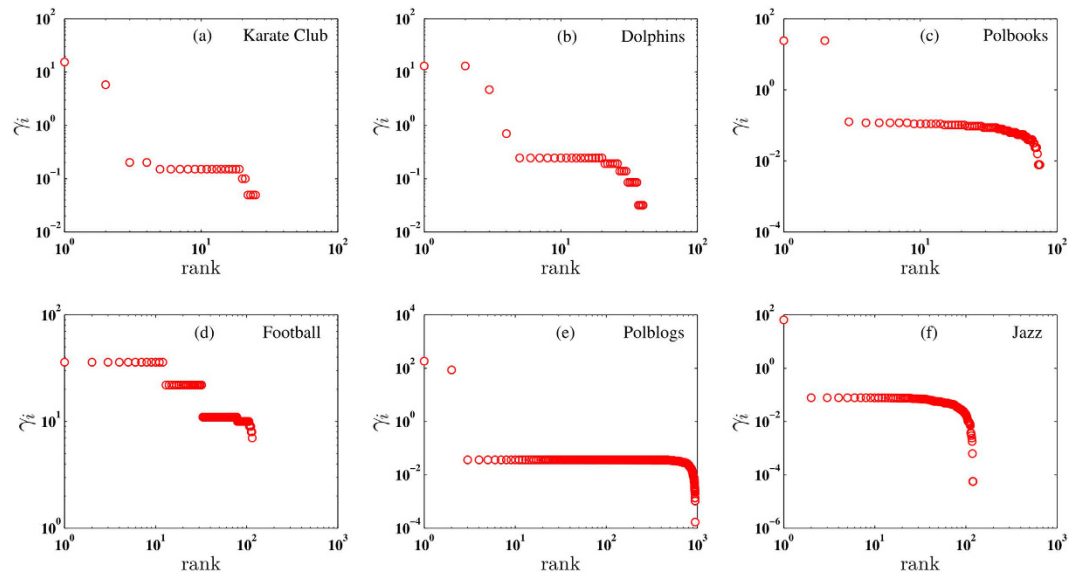 (a) Karate Club
γi
10^2
10^1
10^0
10^-1
10^-2
10^0 10^1 10^2
rank
(b) Dolphins
γi
10^2
10^1
10^0
10^-1
10^-2
10^0 10^1 10^2
rank
(c) Polbooks
γi
10^2
10^0
10^-2
10^-4
10^0 10^1 10^2
rank
(d) Football
γi
10^2
10^1
10^0
10^0 10^1 10^2 10^3
rank
(e) Polblogs
γi
10^4
10^2
10^0
10^-2
10^-4
10^0 10^1 10^2 10^3
rank
(f) Jazz
γi
10^2
10^0
10^-2
10^-4
10^-6
10^0 10^1 10^2 10^3
rank